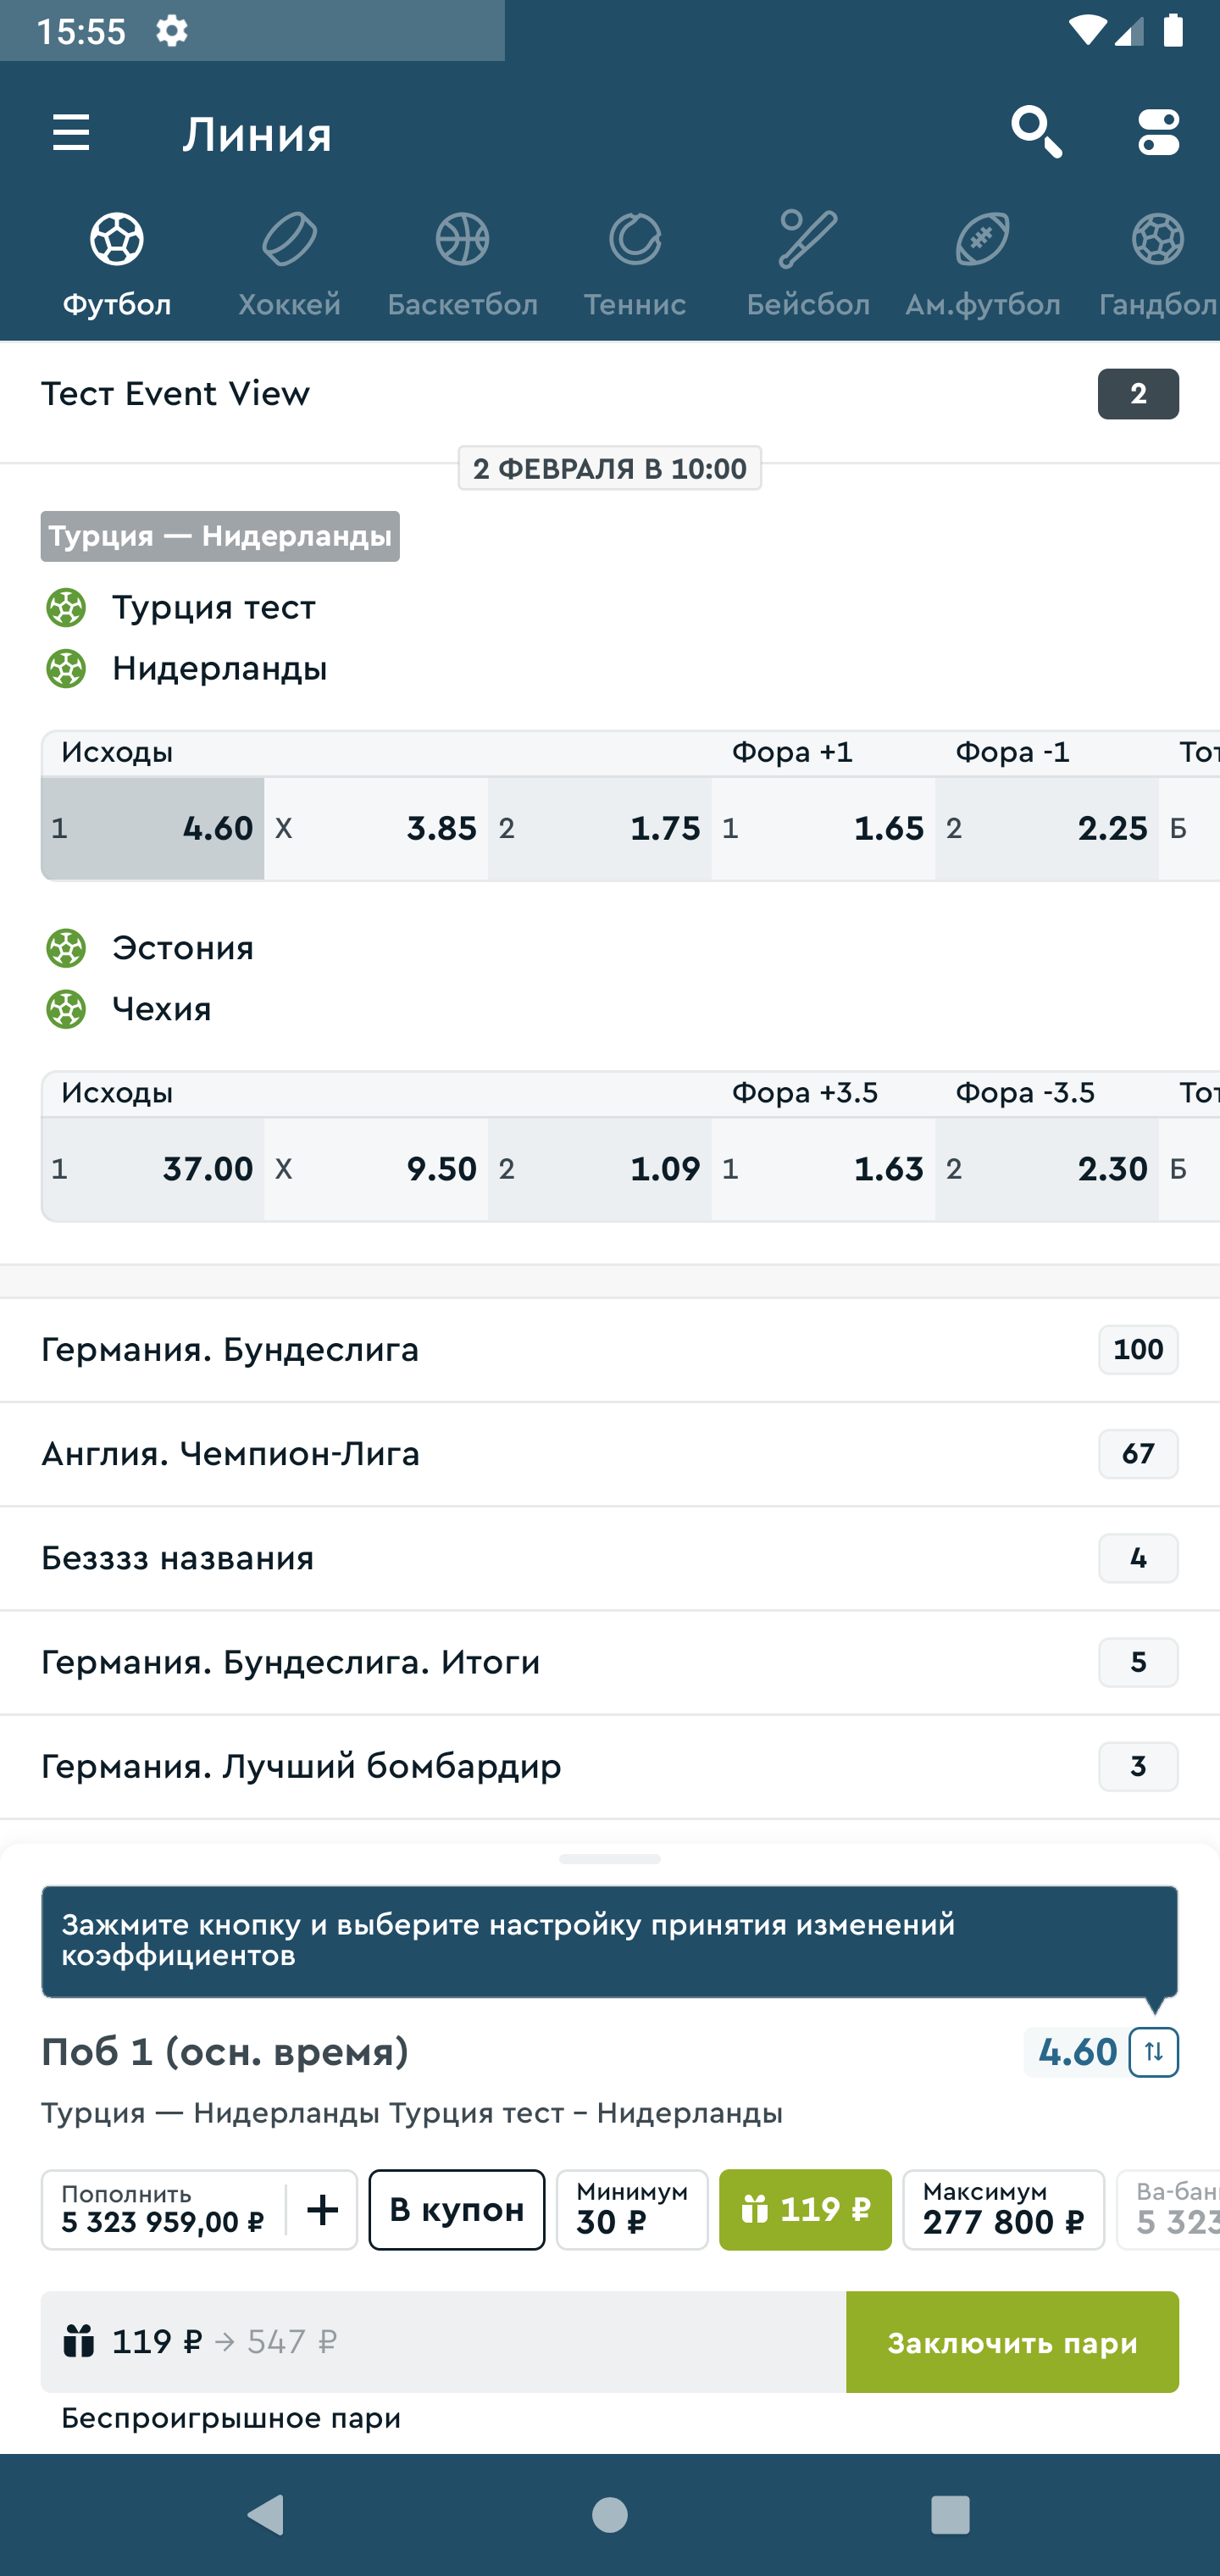 15:55
Линия
Футбол Хоккей Баскетбол Теннис Бейсбол Ам.футбол Гандбол
Тест Event View 2
2 ФЕВРАЛЯ В 10:00
Турция — Нидерланды
Турция тест
Нидерланды
Исходы Фора +1 Фора -1 Тот
1 4.60 X 3.85 2 1.75 1 1.65 2 2.25 Б
Эстония
Чехия
Исходы Фора +3.5 Фора -3.5 Тот
1 37.00 X 9.50 2 1.09 1 1.63 2 2.30 Б
Германия. Бундеслига 100
Англия. Чемпион-Лига 67
Безззз названия 4
Германия. Бундеслига. Итоги 5
Германия. Лучший бомбардир 3
Зажмите кнопку и выберите настройку принятия изменений
коэффициентов
Поб 1 (осн. время) 4.60
Турция — Нидерланды Турция тест – Нидерланды
Пополнить
5 323 959,00 ₽ +
В купон
Минимум
30 ₽
119 ₽
Максимум
277 800 ₽
Ва-бан
5 323
119 ₽ → 547 ₽
Заключить пари
Беспроигрышное пари